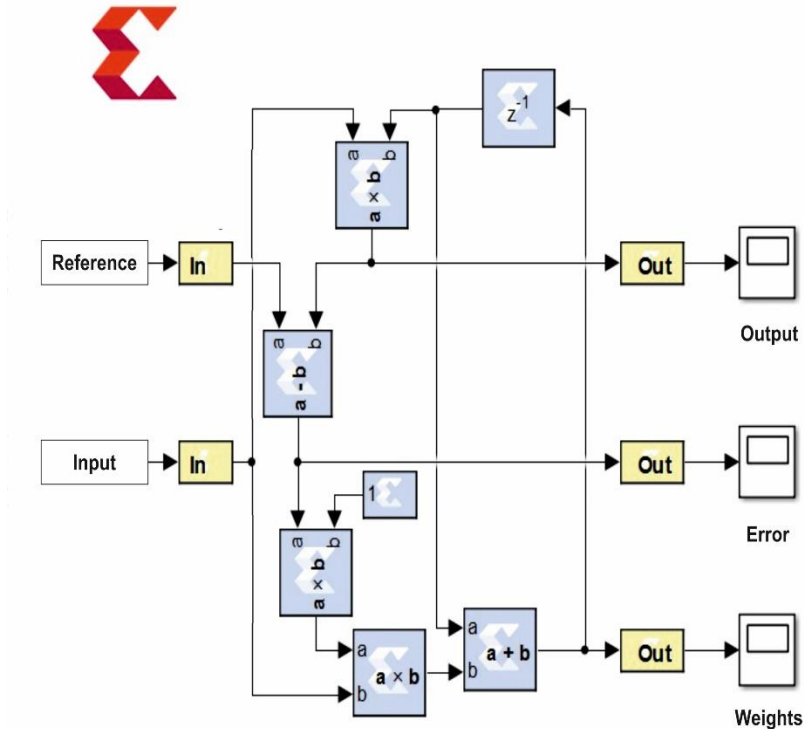 z-1
a
b
a × b
Reference
In
Out
Output
a
b
a - b
Input
In
Out
Error
1
a
b
a × b
a
b
a × b
a
b
a + b
Out
Weights